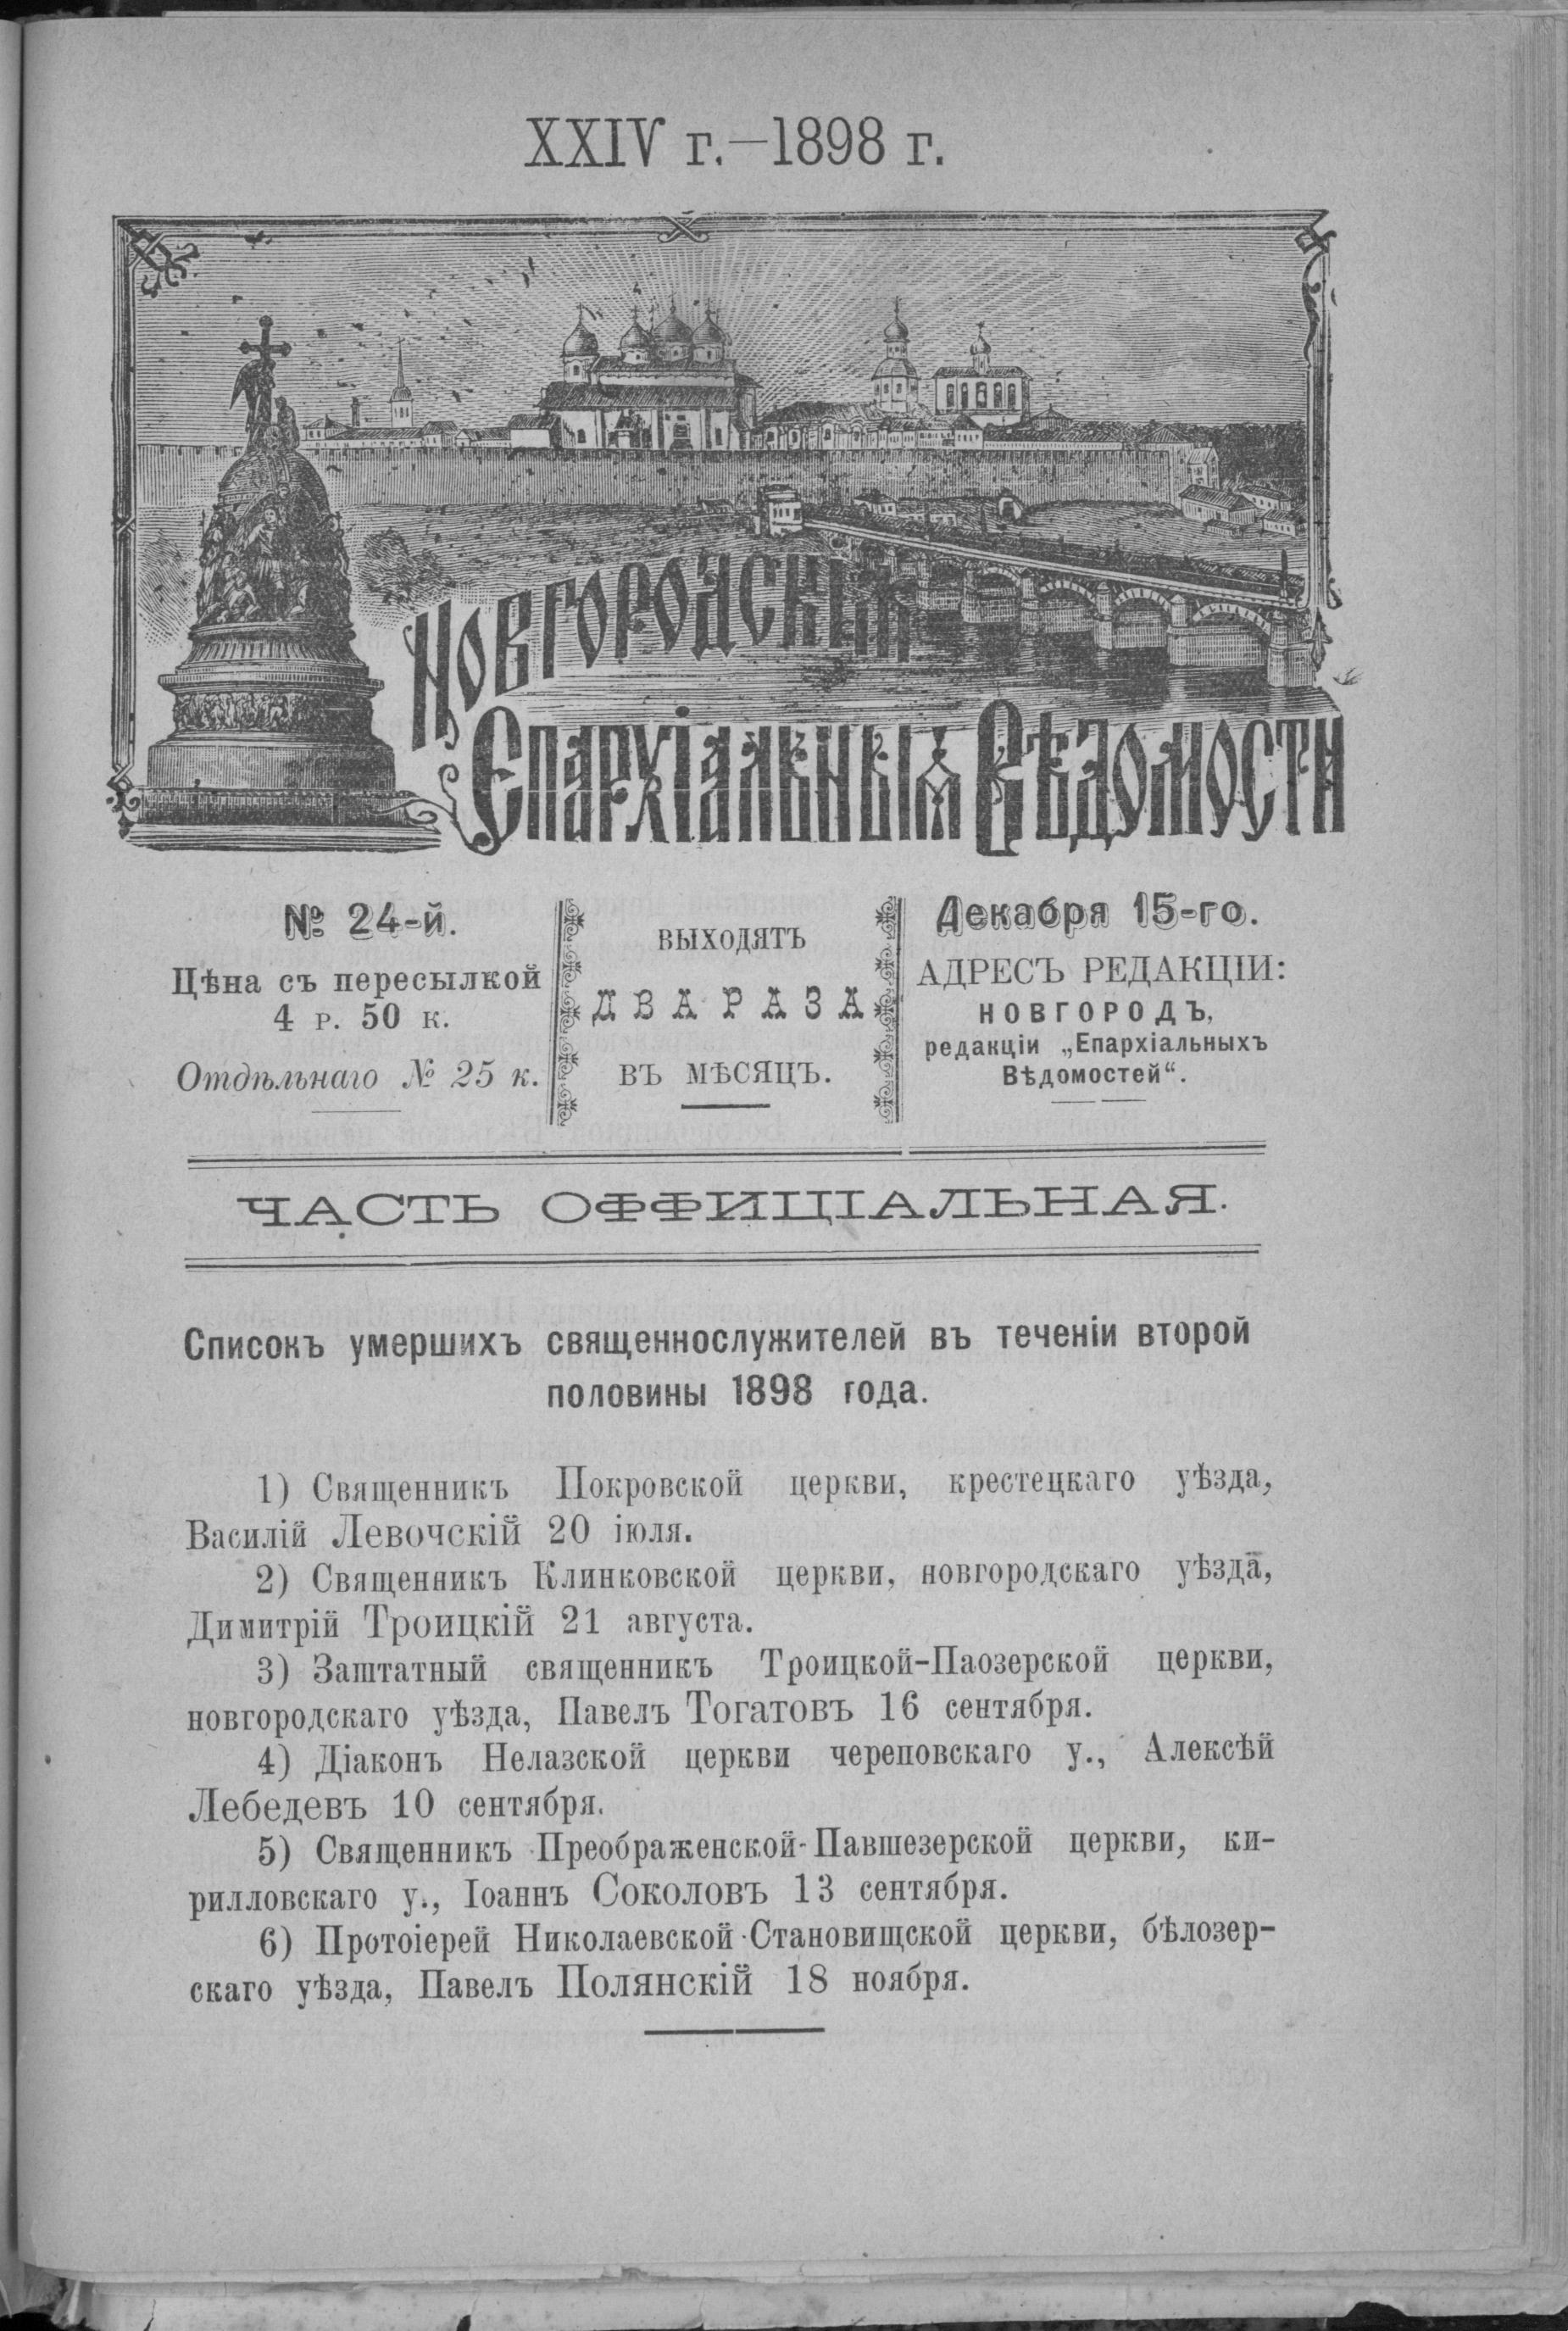 XXIV г.—1898 г.
Новгородскія
Епархіальныя Вѣдомости
№ 24-й.
Цѣна съ пересылкой
4 р. 50 к.
Отдѣльнаго № 25 к.
ВЫХОДЯТЪ
ДВА РАЗА
ВЪ МѢСЯЦЪ.
Декабря 15-го.
АДРЕСЪ РЕДАКЦІИ:
НОВГОРОДЪ,
редакціи „Епархіальныхъ
Вѣдомостей“.
ЧАСТЬ ОФФИЦІАЛЬНАЯ.
Списокъ умершихъ священнослужителей въ теченіи второй
половины 1898 года.
1) Священникъ Покровской церкви, крестецкаго уѣзда,
Василій Левочскій 20 іюля.
2) Священникъ Клинковской церкви, новгородскаго уѣзда,
Димитрій Троицкій 21 августа.
3) Заштатный священникъ Троицкой-Паозерской церкви,
новгородскаго уѣзда, Павелъ Тогатовъ 16 сентября.
4) Діаконъ Нелазской церкви череповскаго у., Алексѣй
Лебедевъ 10 сентября.
5) Священникъ Преображенской-Павшезерской церкви, ки-
рилловскаго у., Іоаннъ Соколовъ 13 сентября.
6) Протоіерей Николаевской-Становищской церкви, бѣлозер-
скаго уѣзда, Павелъ Полянскій 18 ноября.